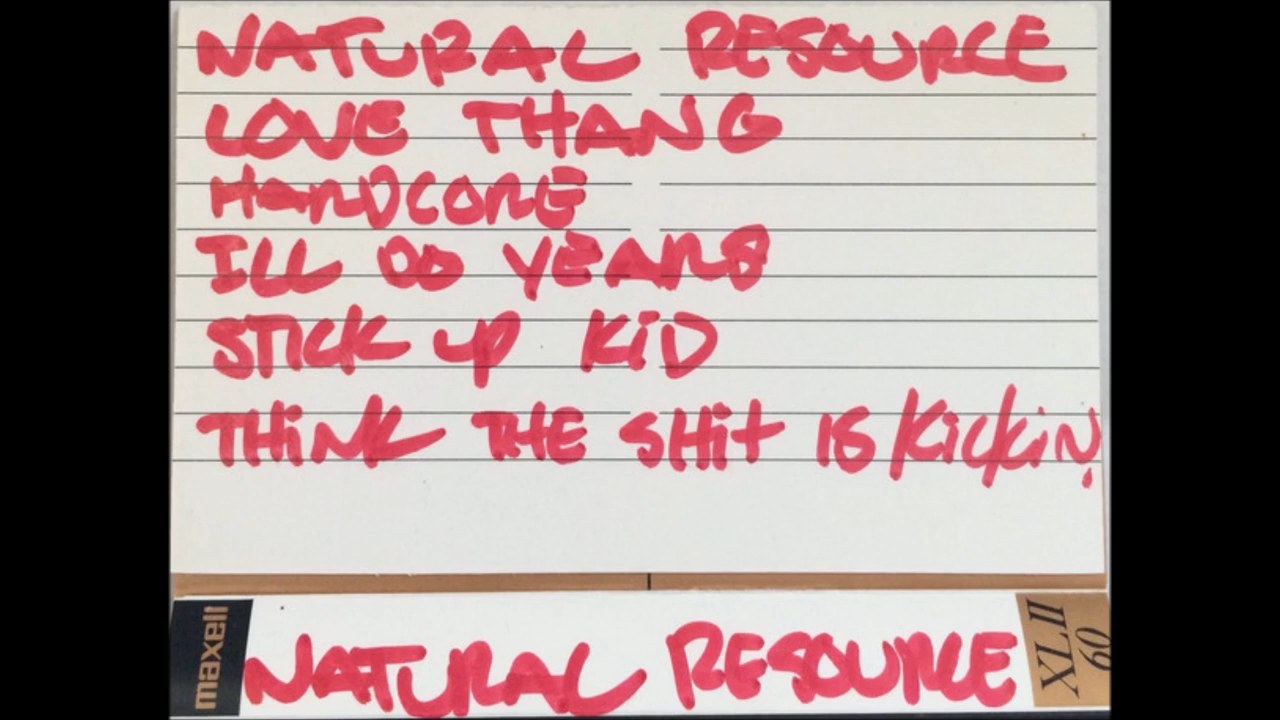 NATURAL RESOURCE
LOVE THANG
HARDCORE
ILL DO YEARS
STICK UP KiD
THiNK THE SHit IS KickiN
maxell
NATURAL RESOURCE
XLII
60